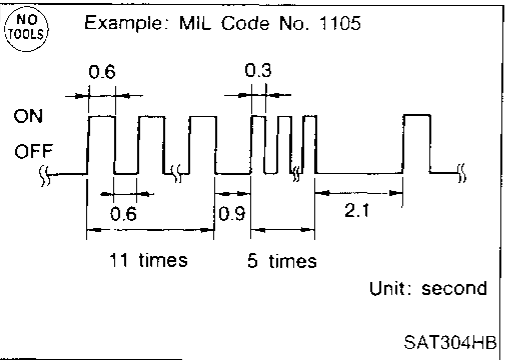 NO
TOOLS
Example: MIL Code No. 1105
0.6
0.3
ON
OFF
0.6
0.9
2.1
11 times
5 times
Unit: second
SAT304HB